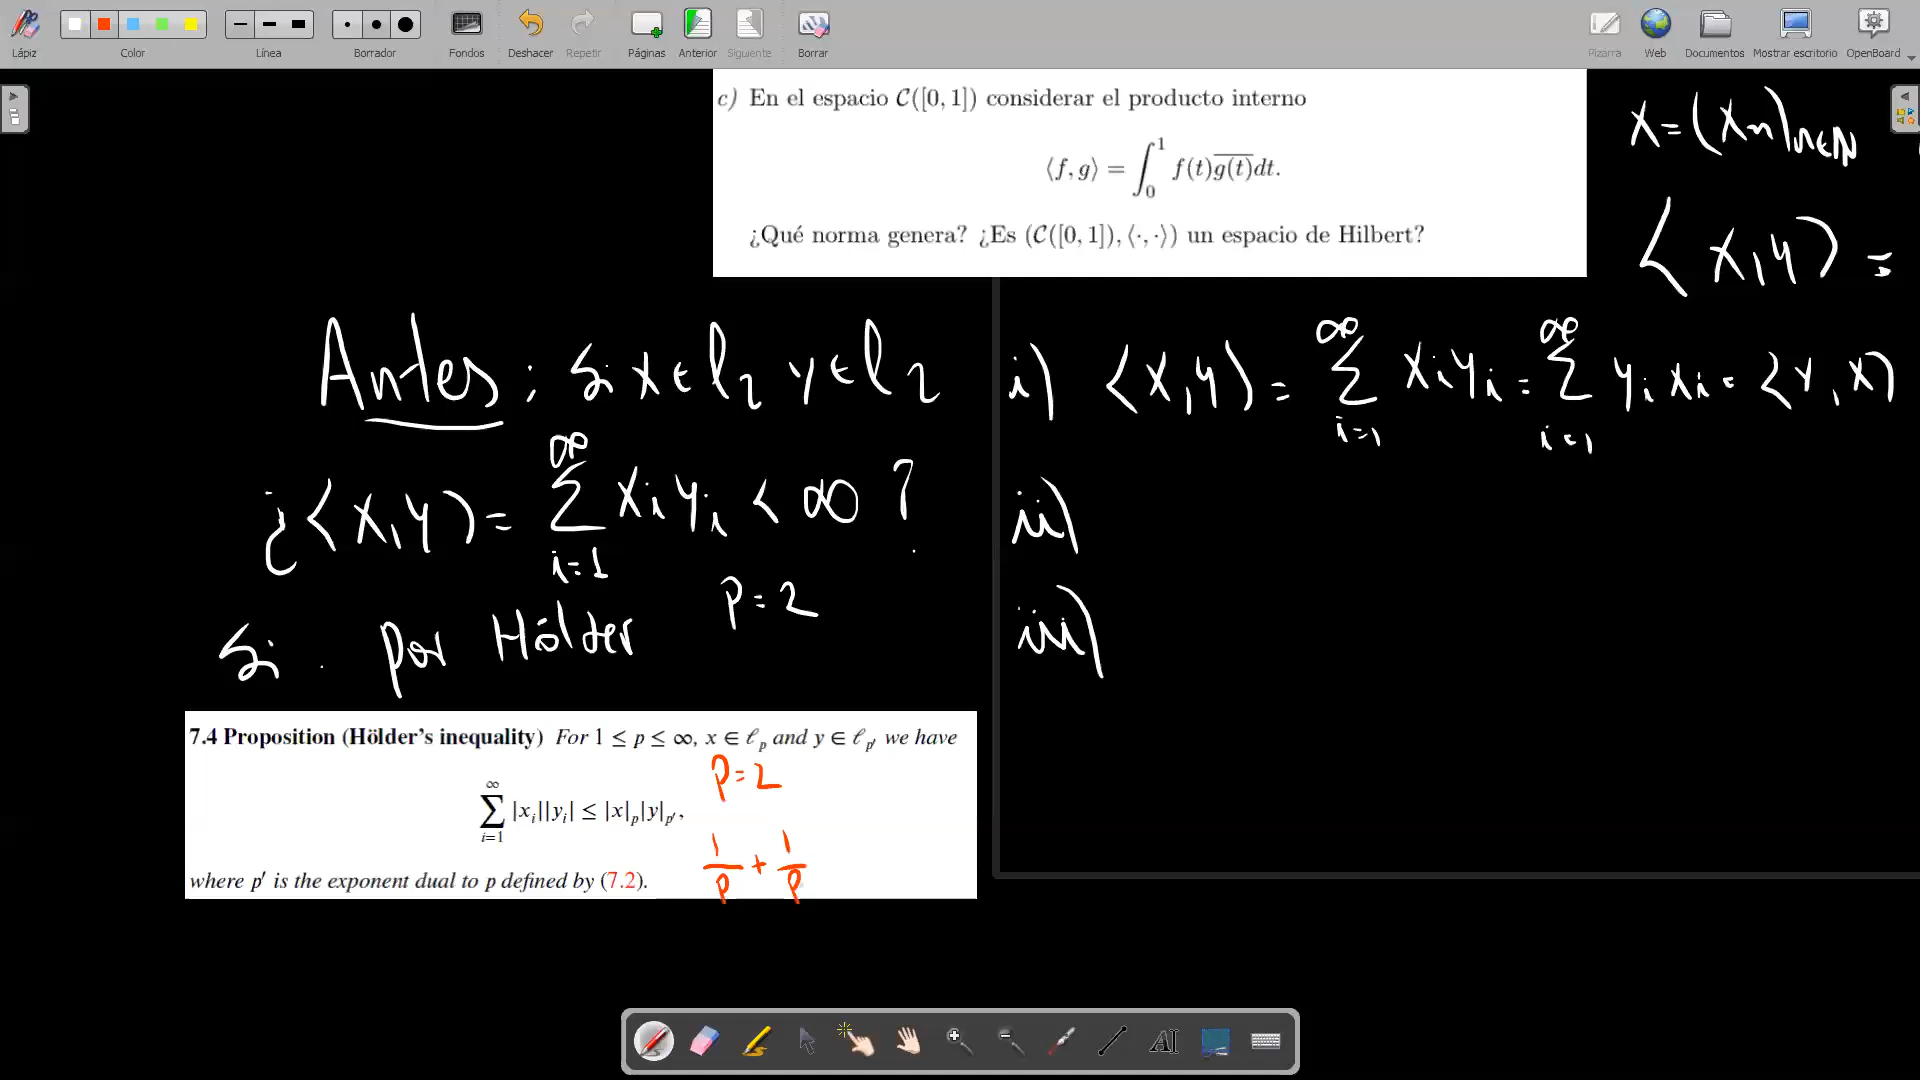 Lápiz Color Línea Borrador Fondos Deshacer Repetir Páginas Anterior Siguiente Borrar Pizarra Web Documentos Mostrar escritorio OpenBoard
c) En el espacio C([0, 1]) considerar el producto interno
⟨f, g⟩ = ∫₀¹ f(t)g̅(̅t̅)̅dt.
¿Qué norma genera? ¿Es (C([0, 1]), ⟨·, ·⟩) un espacio de Hilbert?
x = (xn)n∈N
⟨x, y⟩ =
Antes: si x ∈ l₂ y ∈ l₂
¿⟨x, y⟩ = ∑_{i=1}^{∞} xᵢyᵢ < ∞ ?
p = 2
Si. por Hölder
7.4 Proposition (Hölder's inequality) For 1 ≤ p ≤ ∞, x ∈ ℓp and y ∈ ℓp′ we have
∑_{i=1}^{∞} |xᵢ||yᵢ| ≤ |x|p|y|p′,
where p′ is the exponent dual to p defined by (7.2).
p = 2
1/p + 1/p
i) ⟨x, y⟩ = ∑_{i=1}^{∞} xᵢyᵢ = ∑_{i=1}^{∞} yᵢxᵢ = ⟨y, x⟩
ii)
iii)
AI